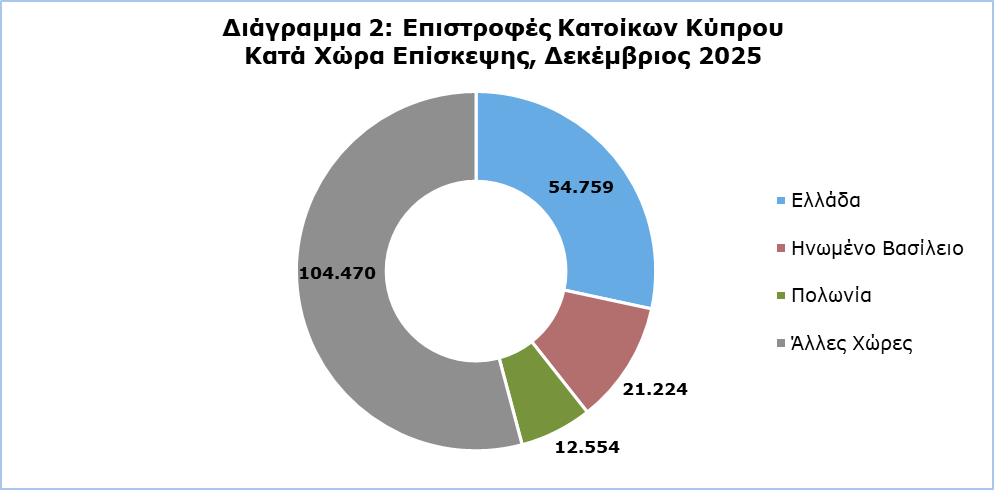 Διάγραμμα 2: Επιστροφές Κατοίκων Κύπρου
Κατά Χώρα Επίσκεψης, Δεκέμβριος 2025
54.759
104.470
21.224
12.554
Ελλάδα
Ηνωμένο Βασίλειο
Πολωνία
Άλλες Χώρες